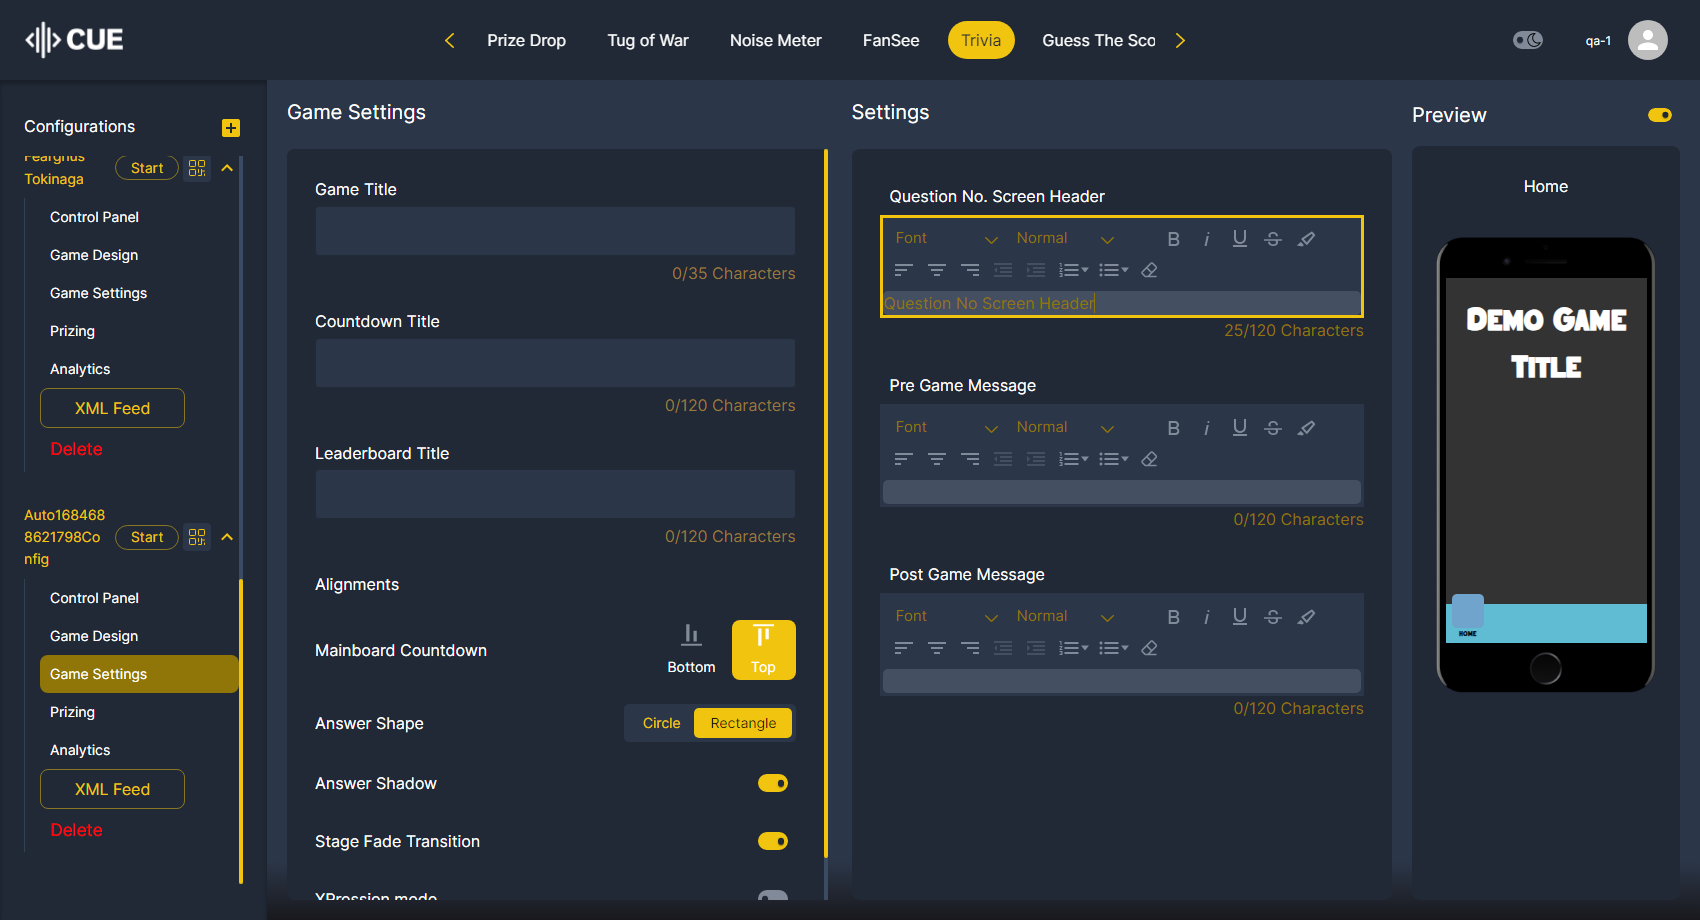 CUE
Prize Drop
Tug of War
Noise Meter
FanSee
Trivia
Guess The Sco
qa-1
Configurations
Fearghus
Tokinaga
Start
Control Panel
Game Design
Game Settings
Prizing
Analytics
XML Feed
Delete
Auto168468
8621798Co
nfig
Start
Control Panel
Game Design
Game Settings
Prizing
Analytics
XML Feed
Delete
Game Settings
Game Title
0/35 Characters
Countdown Title
0/120 Characters
Leaderboard Title
0/120 Characters
Alignments
Mainboard Countdown
Bottom
Top
Answer Shape
Circle
Rectangle
Answer Shadow
Stage Fade Transition
XPression mode
Settings
Question No. Screen Header
Font
Normal
B i U S
Question No Screen Header
25/120 Characters
Pre Game Message
Font
Normal
B i U S
0/120 Characters
Post Game Message
Font
Normal
B i U S
0/120 Characters
Preview
Home
Demo Game
Title
HOME